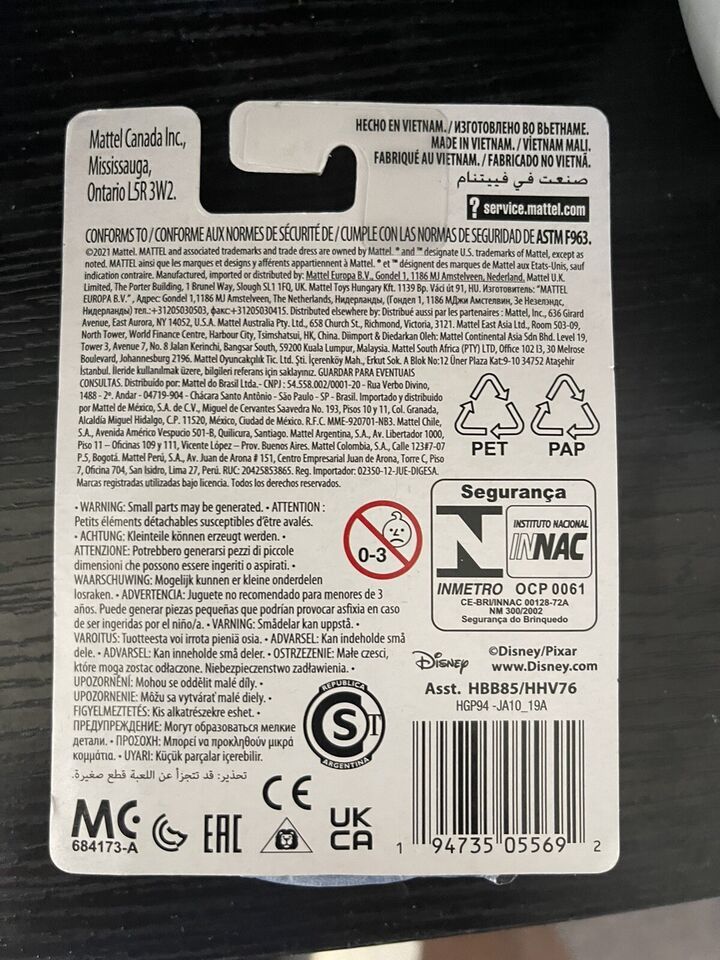 Mattel Canada Inc.,
Mississauga,
Ontario L5R 3W2.
HECHO EN VIETNAM. / ИЗГОТОВЛЕНО ВО ВЬЕТНАМЕ.
MADE IN VIETNAM. / VİETNAM MALI.
FABRIQUÉ AU VIETNAM. / FABRICADO NO VIETNÃ.
صنعت في فييتنام
? service.mattel.com
CONFORMS TO / CONFORME AUX NORMES DE SÉCURITÉ DE / CUMPLE CON LAS NORMAS DE SEGURIDAD DE ASTM F963.
©2021 Mattel. MATTEL and associated trademarks and trade dress are owned by Mattel. ® and ™ designate U.S. trademarks of Mattel, except as
noted. MATTEL ainsi que les marques et designs y afférents appartiennent à Mattel. ® et ™ désignent des marques de Mattel aux États-Unis, sauf
indication contraire. Manufactured, imported or distributed by: Mattel Europa B.V., Gondel 1, 1186 MJ Amstelveen, Nederland. Mattel U.K.
Limited, The Porter Building, 1 Brunel Way, Slough SL1 1FQ, UK. Mattel Toys Hungary Kft. 1139 Bp. Váci út 91, HU. Изготовитель: "MATTEL
EUROPA B.V.", Адрес: Gondel 1,1186 MJ Amstelveen, The Netherlands, Нидерланды, (Гондел 1, 1186 МДжи Амстелвин, Зе Незелэндс,
Нидерланды) тел.:+31205030503, факс:+31205030415. Distributed elsewhere by: Distribué aussi par les partenaires : Mattel, Inc., 636 Girard
Avenue, East Aurora, NY 14052, U.S.A. Mattel Australia Pty. Ltd., 658 Church St., Richmond, Victoria, 3121. Mattel East Asia Ltd., Room 503-09,
North Tower, World Finance Centre, Harbour City, Tsimshatsui, HK, China. Diimport & Diedarkan Oleh: Mattel Continental Asia Sdn Bhd. Level 19,
Tower 3, Avenue 7, No. 8 Jalan Kerinchi, Bangsar South, 59200 Kuala Lumpur, Malaysia. Mattel South Africa (PTY) LTD, Office 102 I3, 30 Melrose
Boulevard, Johannesburg 2196. Mattel Oyuncakçılık Tic. Ltd. Şti. İçerenköy Mah., Erkut Sok. A Blok No:12 Üner Plaza Kat:9-10 34752 Ataşehir
İstanbul. İleride kullanılmak üzere, bilgileri referans için saklayınız. GUARDAR PARA EVENTUAIS
CONSULTAS. Distribuido por: Mattel do Brasil Ltda.- CNPJ : 54.558.002/0001-20 - Rua Verbo Divino,
1488 - 2º. Andar - 04719-904 - Chácara Santo Antônio - São Paulo - SP - Brasil. Importado y distribuido
por Mattel de México, S.A. de C.V., Miguel de Cervantes Saavedra No. 193, Pisos 10 y 11, Col. Granada,
Alcaldía Miguel Hidalgo, C.P. 11520, México, Ciudad de México. R.F.C. MME-920701-NB3. Mattel Chile,
S.A., Avenida Américo Vespucio 501-B, Quilicura, Santiago. Mattel Argentina, S.A., Av. Libertador 1000,
Piso 11 – Oficinas 109 y 111, Vicente López – Prov. Buenos Aires. Mattel Colombia, S.A., Calle 123#7-07
P.5, Bogotá. Mattel Perú, S.A., Av. Juan de Arona # 151, Centro Empresarial Juan de Arona, Torre C, Piso
7, Oficina 704, San Isidro, Lima 27, Perú. RUC: 20425853865. Reg. Importador: 02350-12-JUE-DIGESA.
Marcas registradas utilizadas bajo licencia. Todos los derechos reservados.
PET
PAP
• WARNING: Small parts may be generated. • ATTENTION :
Petits éléments détachables susceptibles d'être avalés.
• ACHTUNG: Kleinteile können erzeugt werden. •
ATTENZIONE: Potrebbero generarsi pezzi di piccole
dimensioni che possono essere ingeriti o aspirati. •
WAARSCHUWING: Mogelijk kunnen er kleine onderdelen
losraken. • ADVERTENCIA: Juguete no recomendado para menores de 3
años. Puede generar piezas pequeñas que podrían provocar asfixia en caso
de ser ingeridas por el niño/a. • VARNING: Smådelar kan uppstå. •
VAROITUS: Tuotteesta voi irrota pieniä osia. • ADVARSEL: Kan indeholde små
dele. • ADVARSEL: Kan inneholde små deler. • OSTRZEŻENIE: Małe czesci,
które moga zostac odłaczone. Niebezpieczenstwo zadławienia. •
UPOZORNĚNÍ: Mohou se oddělit malé díly. •
UPOZORNENIE: Môžu sa vytvárať malé diely. •
FIGYELMEZTETÉS: Kis alkatrészekre eshet. •
ПРЕДУПРЕЖДЕНИЕ: Могут образоваться мелкие
детали. • ΠΡΟΣΟΧΗ: Μπορεί να προκληθούν μικρά
κομμάτια. • UYARI: Küçük parçalar içerebilir.
تحذير: قد تتجزأ عن اللعبة قطع صغيرة.
0-3
Segurança
INSTITUTO NACIONAL
INNAC
INMETRO OCP 0061
CE-BRI/INNAC 00128-72A
NM 300/2002
Segurança do Brinquedo
Disney
©Disney/Pixar
www.Disney.com
Asst. HBB85/HHV76
HGP94 -JA10_19A
REPUBLICA
S T
ARGENTINA
CE
MC
684173-A
EAC
UK
CA
1 94735 05569 2